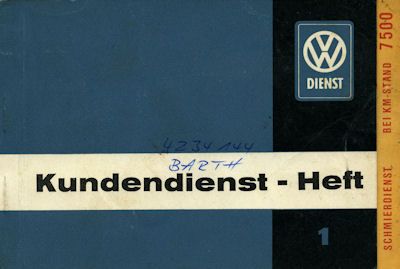 VW
DIENST
4234144
BARTH
Kundendienst - Heft
1
SCHMIERDIENST BEI KM-STAND 7500